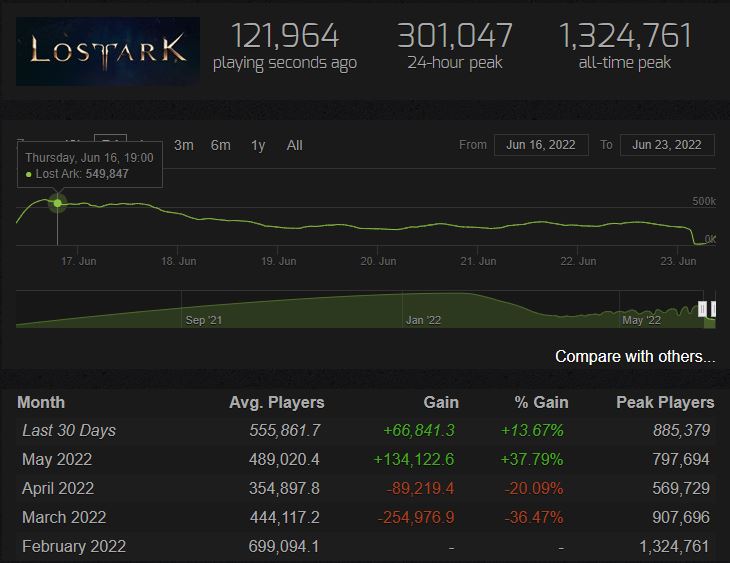 LOST ARK
121,964 301,047 1,324,761
playing seconds ago 24-hour peak all-time peak
3m 6m 1y All From Jun 16, 2022 To Jun 23, 2022
Thursday, Jun 16, 19:00
● Lost Ark: 549,847
500k
0K
17. Jun 18. Jun 19. Jun 20. Jun 21. Jun 22. Jun 23. Jun
Sep '21 Jan '22 May '22
Compare with others...
Month Avg. Players Gain % Gain Peak Players
Last 30 Days 555,861.7 +66,841.3 +13.67% 885,379
May 2022 489,020.4 +134,122.6 +37.79% 797,694
April 2022 354,897.8 -89,219.4 -20.09% 569,729
March 2022 444,117.2 -254,976.9 -36.47% 907,696
February 2022 699,094.1 - - 1,324,761